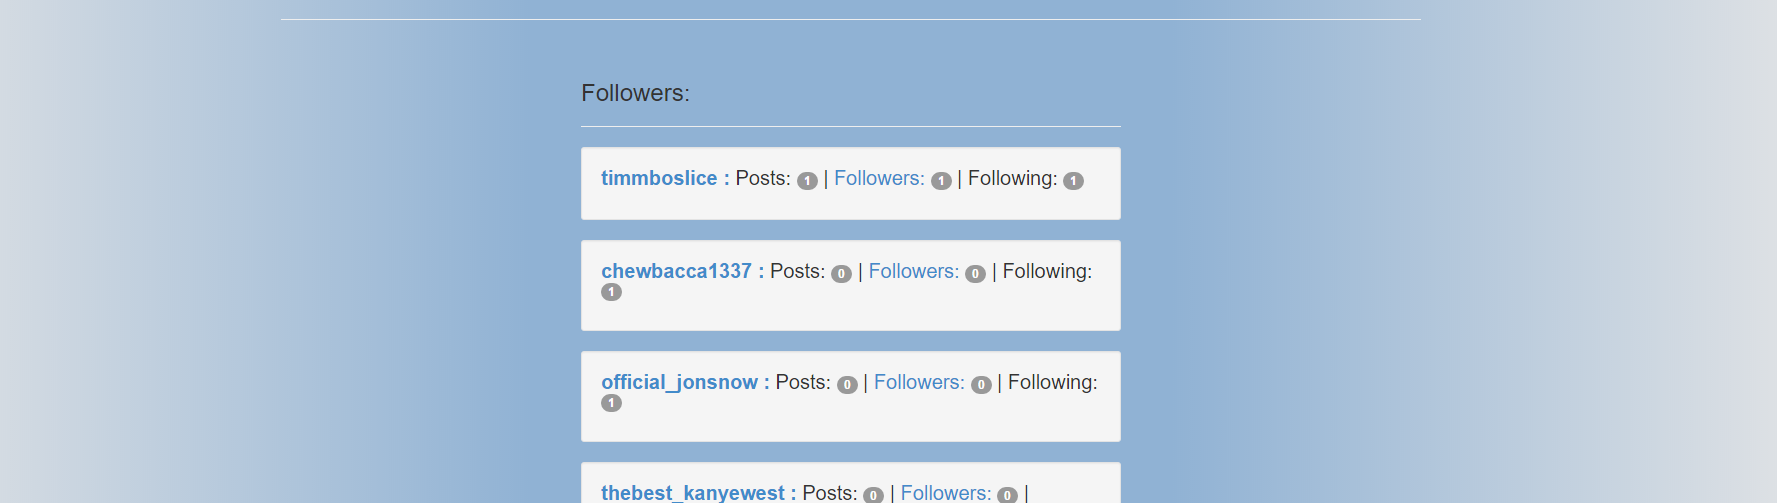 Followers:
timmboslice : Posts: 1 | Followers: 1 | Following: 1
chewbacca1337 : Posts: 0 | Followers: 0 | Following:
1
official_jonsnow : Posts: 0 | Followers: 0 | Following:
1
thebest_kanyewest : Posts: 0 | Followers: 0 |